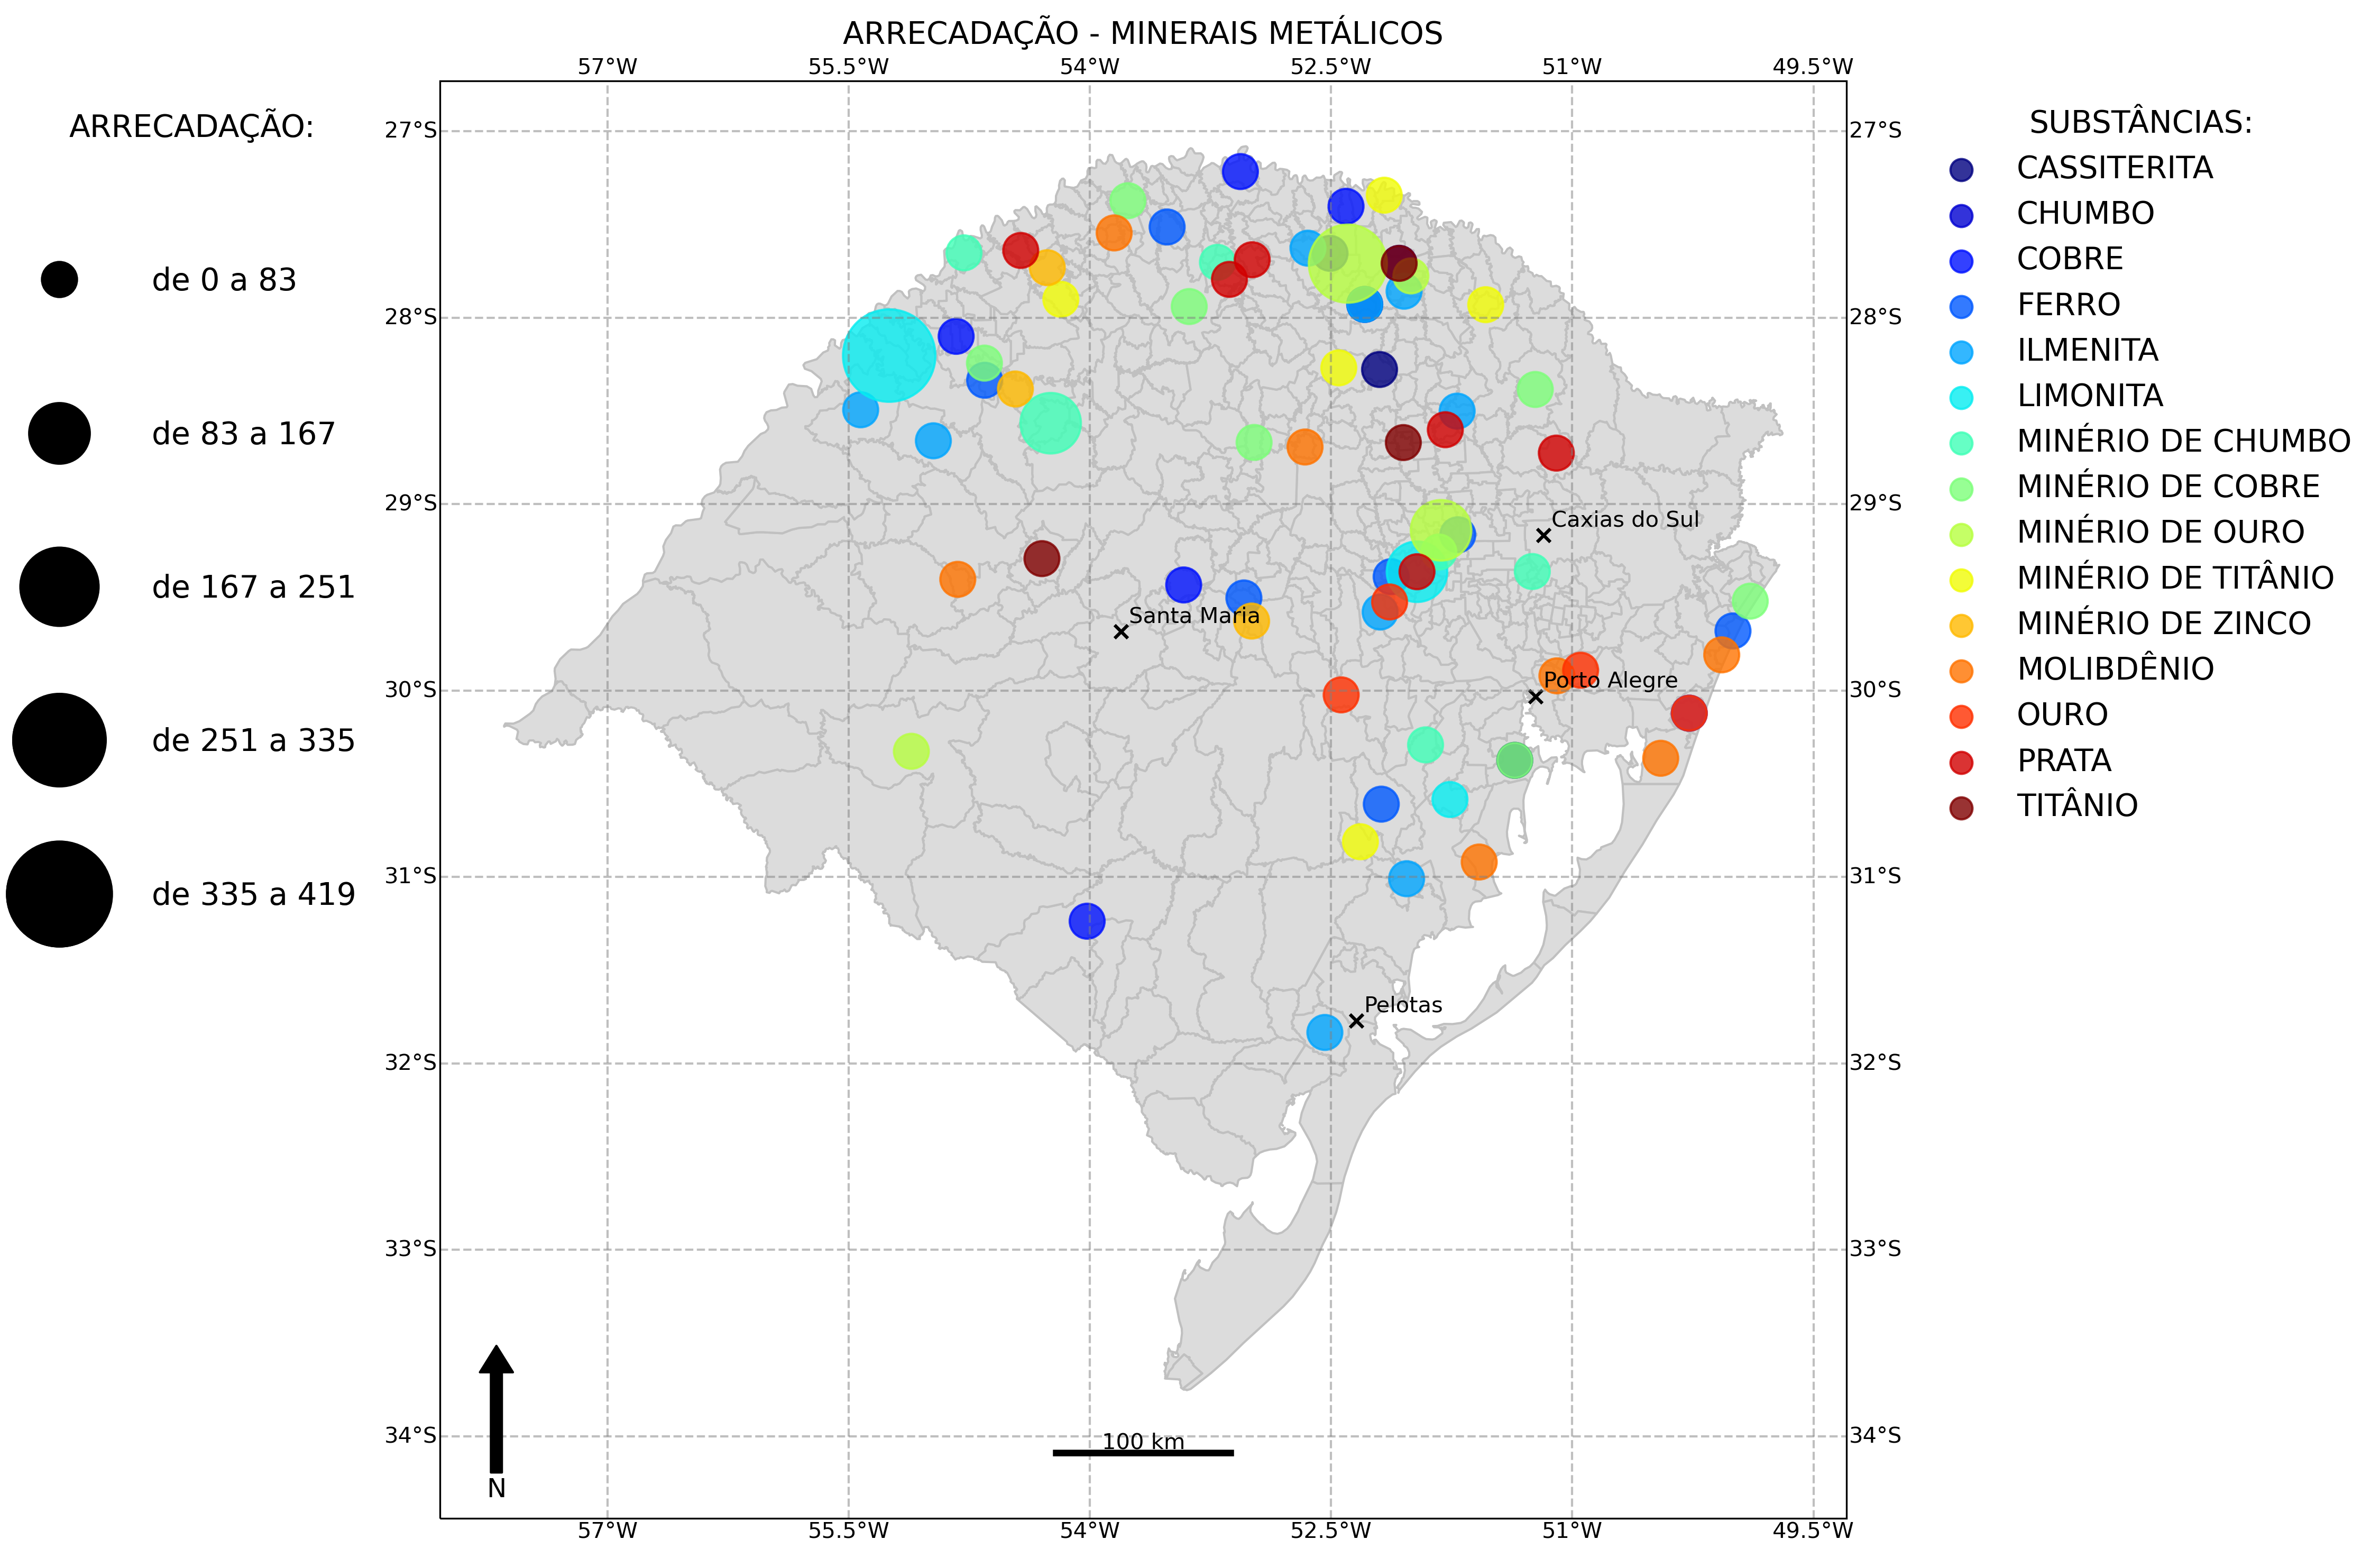 ARRECADAÇÃO - MINERAIS METÁLICOS
57°W 55.5°W 54°W 52.5°W 51°W 49.5°W
ARRECADAÇÃO:
de 0 a 83
de 83 a 167
de 167 a 251
de 251 a 335
de 335 a 419
27°S 27°S
28°S 28°S
29°S 29°S
30°S 30°S
31°S 31°S
32°S 32°S
33°S 33°S
34°S 34°S
Caxias do Sul
Santa Maria
Porto Alegre
Pelotas
100 km
N
57°W 55.5°W 54°W 52.5°W 51°W 49.5°W
SUBSTÂNCIAS:
CASSITERITA
CHUMBO
COBRE
FERRO
ILMENITA
LIMONITA
MINÉRIO DE CHUMBO
MINÉRIO DE COBRE
MINÉRIO DE OURO
MINÉRIO DE TITÂNIO
MINÉRIO DE ZINCO
MOLIBDÊNIO
OURO
PRATA
TITÂNIO